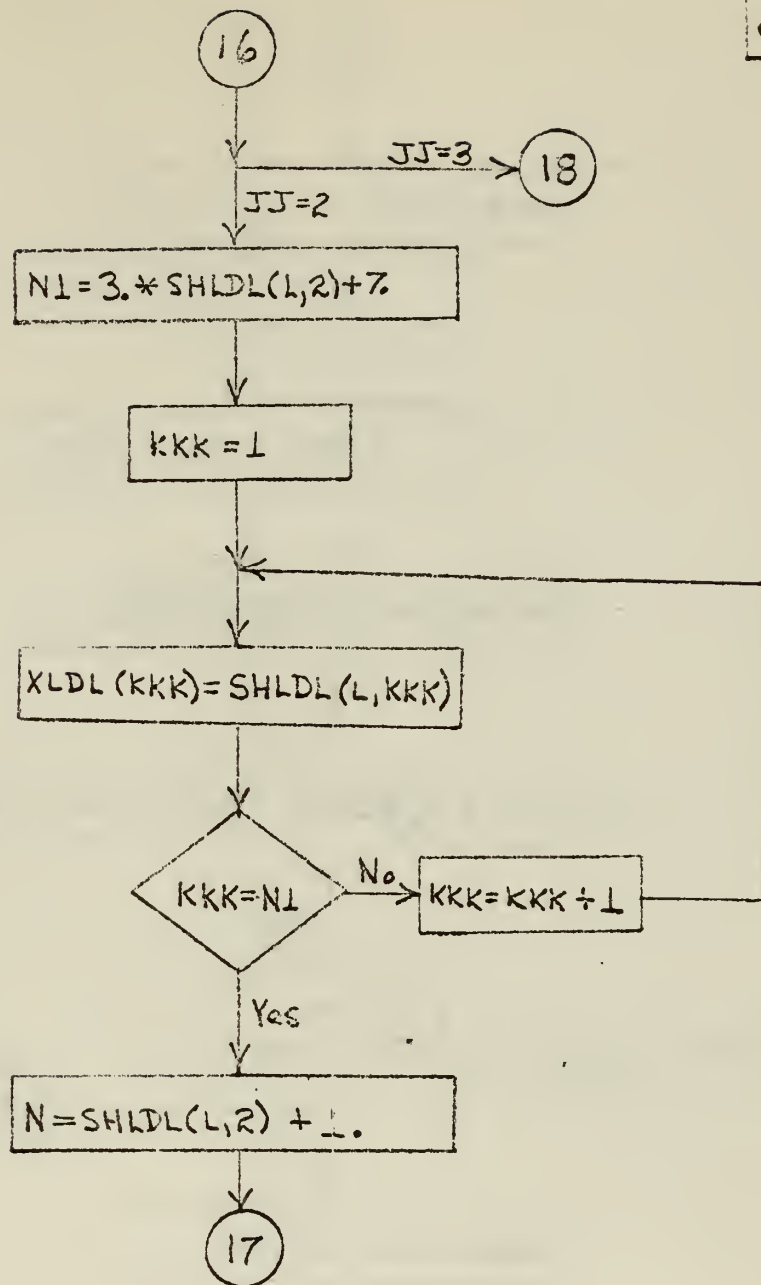 16
JJ=3
18
JJ=2
N1=3.*SHLDL(L,2)+7.
KKK=1
XLDL(KKK)=SHLDL(L,KKK)
KKK=N1
No
KKK=KKK+1
Yes
N=SHLDL(L,2) +1.
17